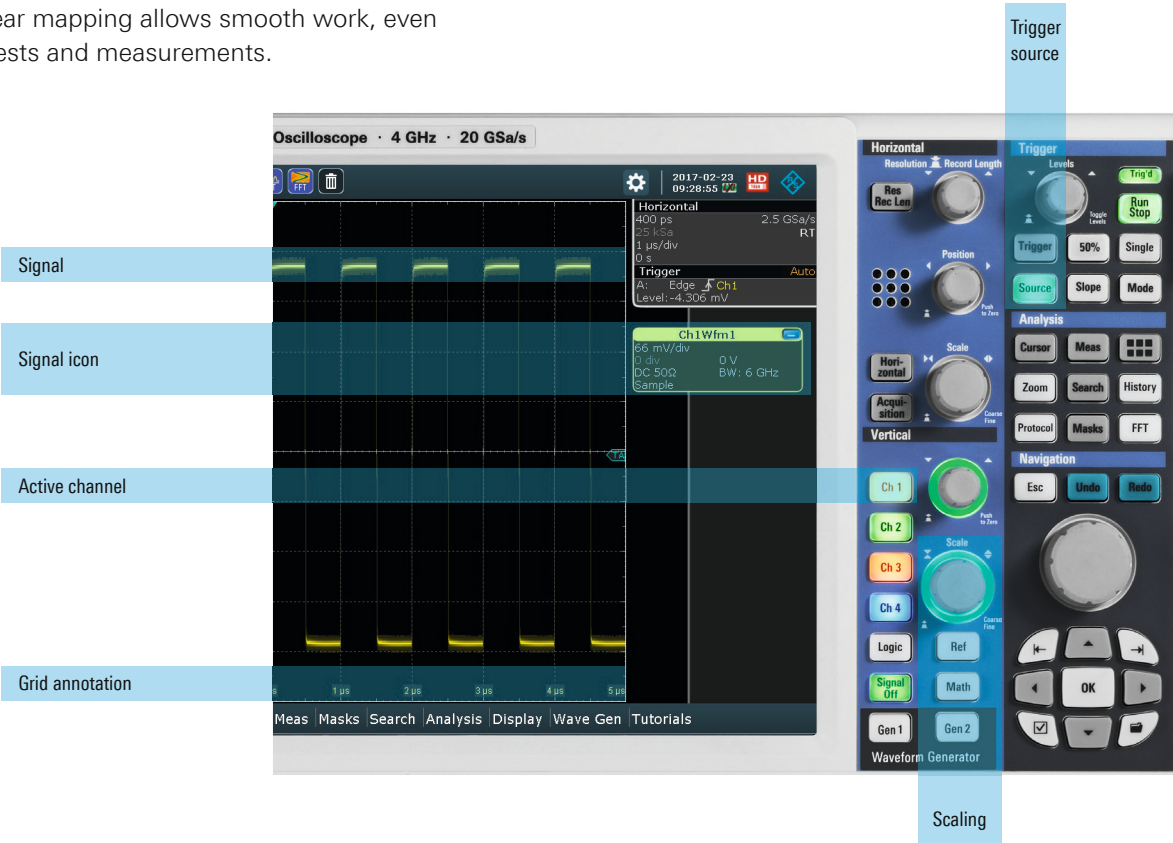 ear mapping allows smooth work, even
ests and measurements.
Trigger
source
Oscilloscope · 4 GHz · 20 GSa/s
FFT
2017-02-23
09:28:55
HD
Horizontal
400 ps 2.5 GSa/s
25 kSa RT
1 µs/div
0 s
Trigger Auto
A: Edge Ch1
Level:-4.306 mV
Signal
Ch1Wfm1
66 mV/div
0 div 0 V
DC 50Ω BW: 6 GHz
Sample
Signal icon
TA
Active channel
Grid annotation
s 1 µs 2 µs 3 µs 4 µs 5 µs
Meas Masks Search Analysis Display Wave Gen Tutorials
Horizontal
Resolution Record Length
Res
Rec Len
Position
Push
to Zero
Scale
Hori-
zontal
Acqui-
sition
Coarse
Fine
Vertical
Ch 1
Push
to Zero
Ch 2
Scale
Ch 3
Ch 4
Coarse
Fine
Logic Ref
Signal
Off
Math
Gen 1 Gen 2
Waveform Generator
Trigger
Levels
Trig'd
Toggle
Levels
Run
Stop
Trigger 50% Single
Source Slope Mode
Analysis
Cursor Meas
Zoom Search History
Protocol Masks FFT
Navigation
Esc Undo Redo
OK
Scaling